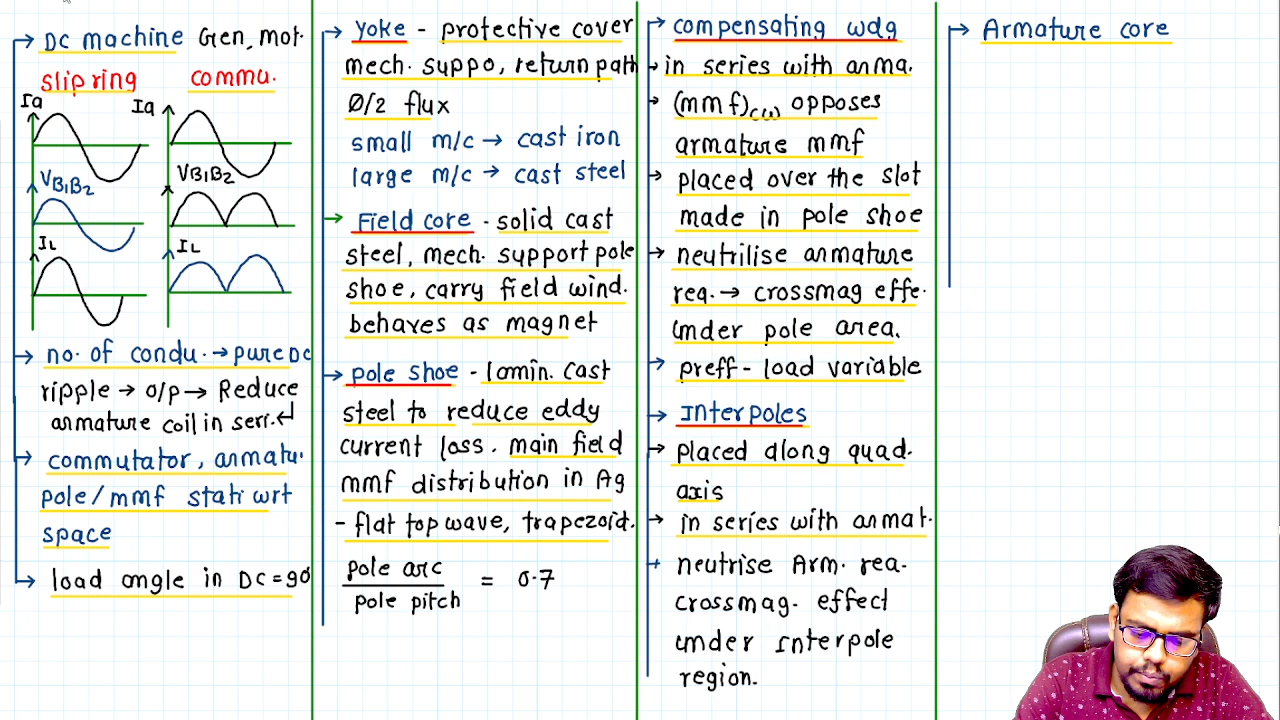 DC machine Gen, mot.
slip ring commu.
Ia Ia
VB1B2 VB1B2
IL IL
no. of condu. → pure DC
ripple → o/p → Reduce
armature coil in seri.
commutator, armatu.
pole/mmf stati wrt
space
load angle in DC = 90
Yoke - protective cover
mech. suppo, return path
Ø/2 flux
small m/c → cast iron
large m/c → cast steel
Field core - solid cast
steel, mech. support pole
shoe, carry field wind.
behaves as magnet
pole shoe - lamin. cast
steel to reduce eddy
current loss. main field
mmf distribution in Ag
- flat top wave, trapezoid.
pole arc
pole pitch = 0.7
compensating wdg
in series with arma.
(mmf)cw opposes
armature mmf
placed over the slot
made in pole shoe
neutrilise armature
rea. → crossmag effe.
under pole area.
preff - load variable
Interpoles
placed along quad.
axis
in series with armat.
neutrise Arm. rea.
crossmag. effect
under interpole
region.
Armature core